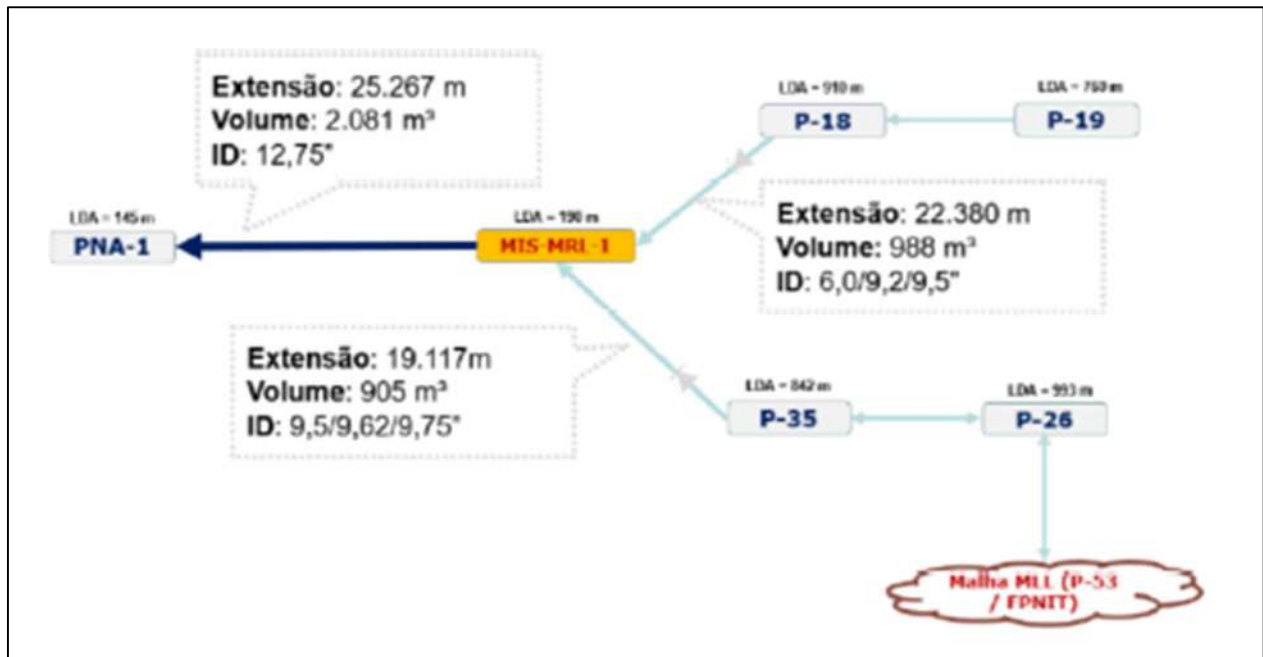 Extensão: 25.267 m
Volume: 2.081 m³
ID: 12,75"
LDA - 910 m
P-18
LDA - 760 m
P-19
Extensão: 22.380 m
Volume: 988 m³
ID: 6,0/9,2/9,5"
LDA - 145 m
PNA-1
LDA - 190 m
MIS-MRL-1
Extensão: 19.117m
Volume: 905 m³
ID: 9,5/9,62/9,75"
LDA - 842 m
P-35
LDA - 993 m
P-26
Malha MLL (P-53
/ FPNIT)